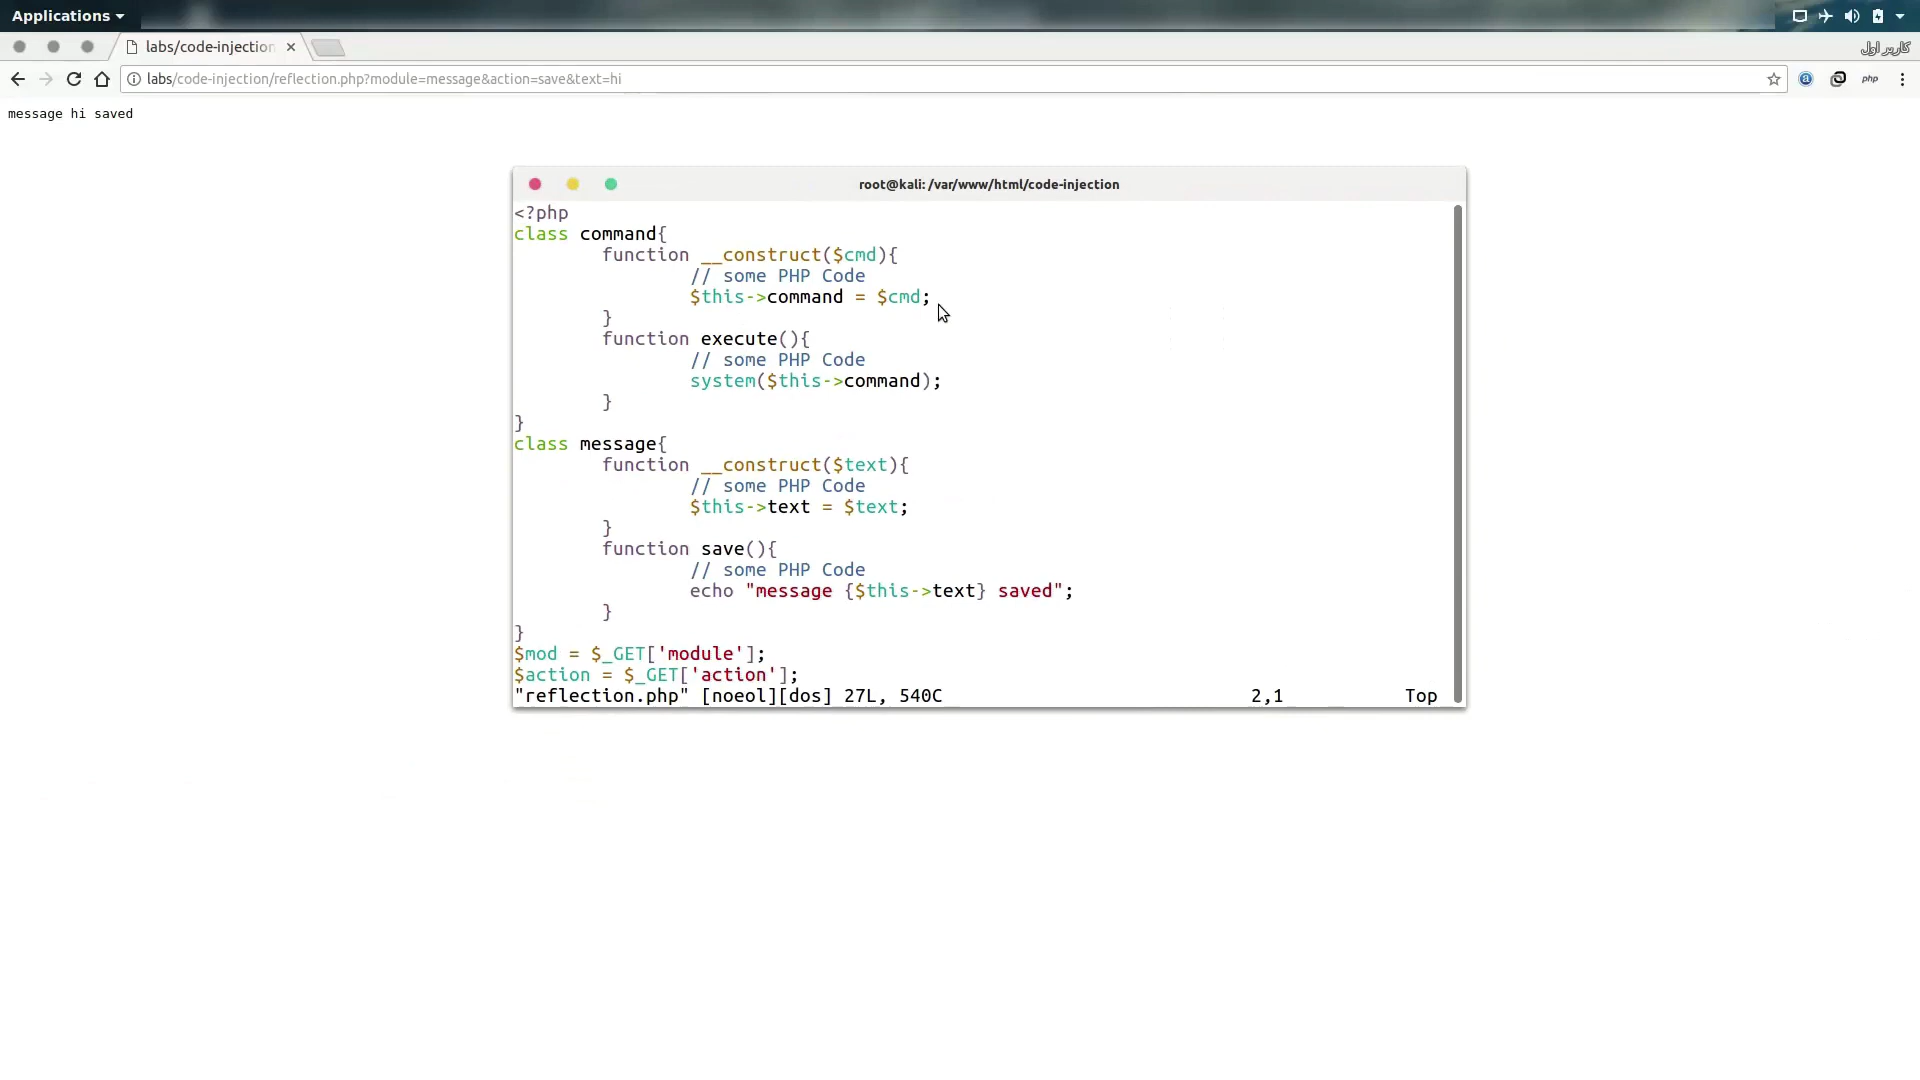 Applications
labs/code-injection
کاربر اول
labs/code-injection/reflection.php?module=message&action=save&text=hi
php
message hi saved
root@kali: /var/www/html/code-injection
<?php
class command{
        function __construct($cmd){
                // some PHP Code
                $this->command = $cmd;
        }
        function execute(){
                // some PHP Code
                system($this->command);
        }
}
class message{
        function __construct($text){
                // some PHP Code
                $this->text = $text;
        }
        function save(){
                // some PHP Code
                echo "message {$this->text} saved";
        }
}
$mod = $_GET['module'];
$action = $_GET['action'];
"reflection.php" [noeol][dos] 27L, 540C 2,1 Top